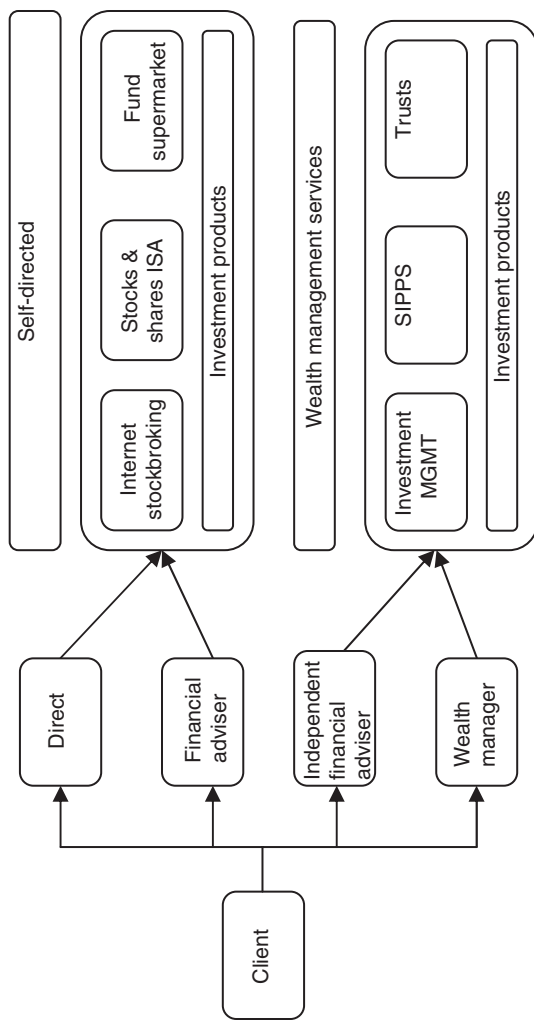 Client
Direct
Financial
adviser
Independent
financial
adviser
Wealth
manager
Self-directed
Internet
stockbroking
Stocks &
shares ISA
Fund
supermarket
Investment products
Wealth management services
Investment
MGMT
SIPPS
Trusts
Investment products